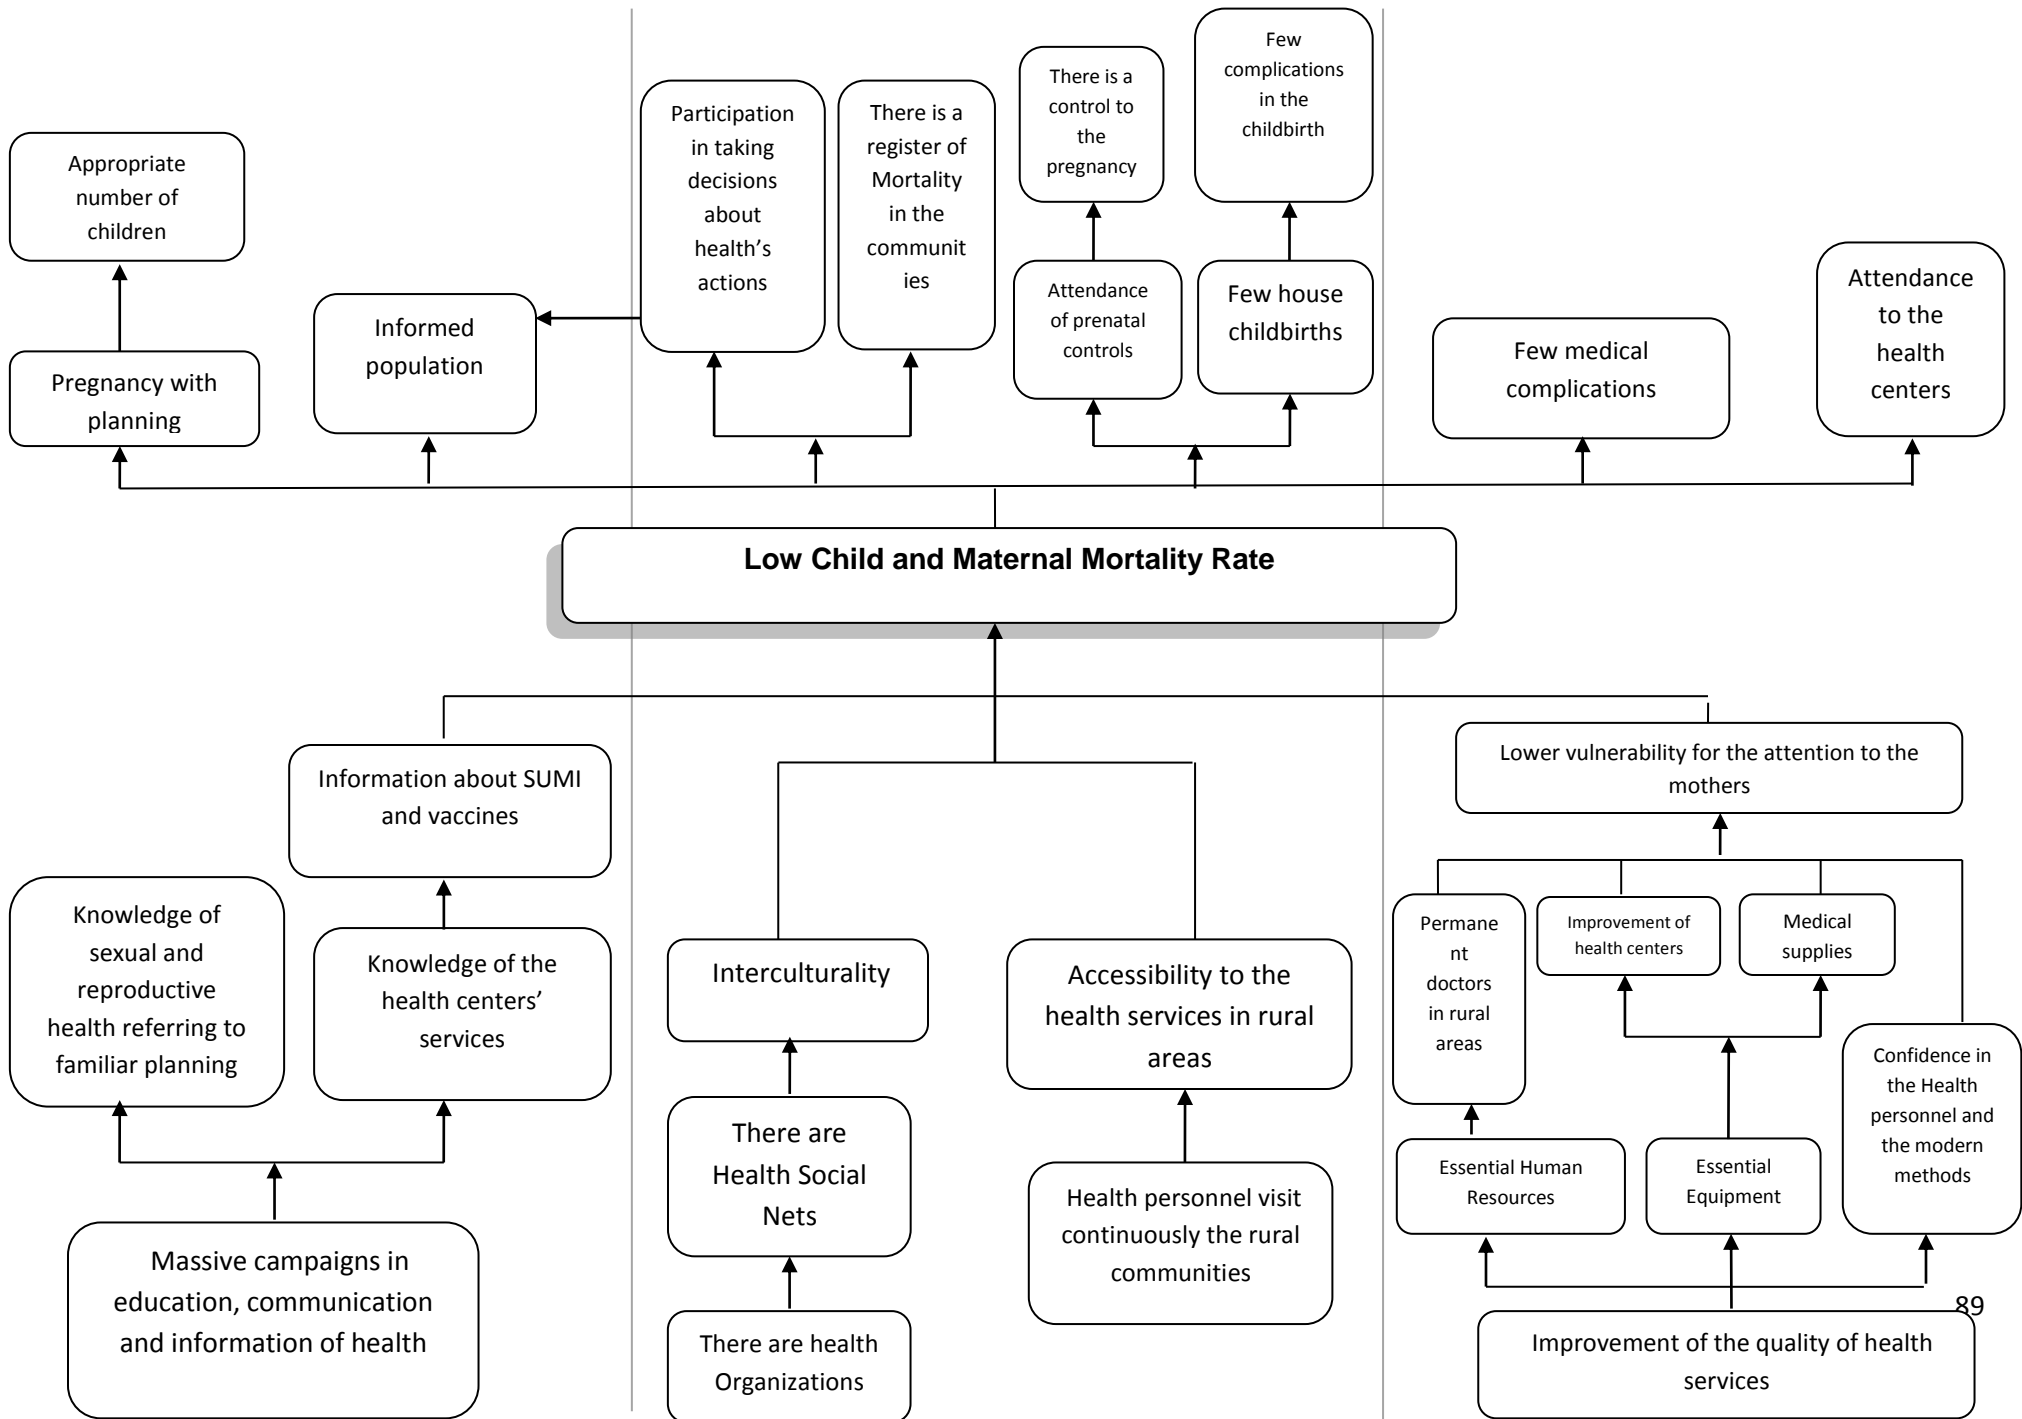 Few
complications
in the
childbirth
There is a
control to
the
pregnancy
Participation
in taking
decisions
about
health’s
actions
There is a
register of
Mortality
in the
communit
ies
Appropriate
number of
children
Attendance
to the
health
centers
Attendance
of prenatal
controls
Few house
childbirths
Informed
population
Few medical
complications
Pregnancy with
planning
Low Child and Maternal Mortality Rate
Lower vulnerability for the attention to the
mothers
Information about SUMI
and vaccines
Knowledge of
sexual and
reproductive
health referring to
familiar planning
Knowledge of the
health centers’
services
Interculturality
Accessibility to the
health services in rural
areas
Permane
nt
doctors
in rural
areas
Improvement of
health centers
Medical
supplies
Confidence in
the Health
personnel and
the modern
methods
There are
Health Social
Nets
Health personnel visit
continuously the rural
communities
Essential Human
Resources
Essential
Equipment
Massive campaigns in
education, communication
and information of health
There are health
Organizations
89
Improvement of the quality of health
services